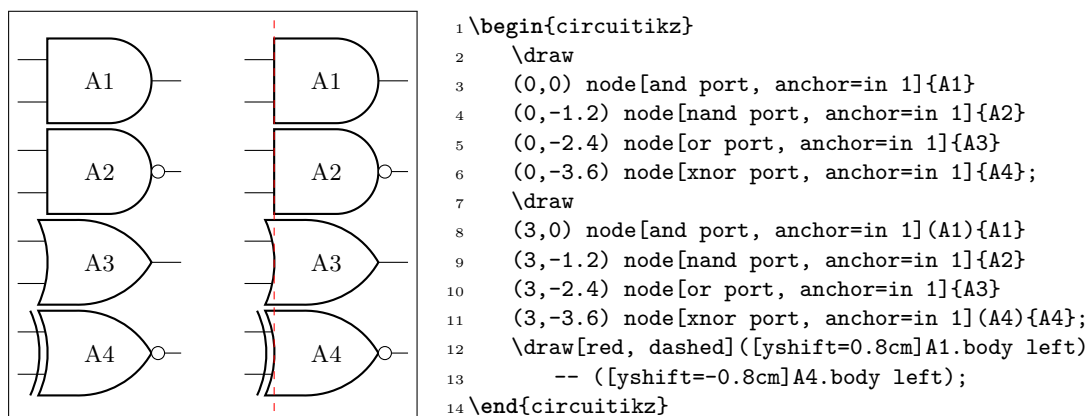 A1 A1
A2 A2
A3 A3
A4 A4
1 \begin{circuitikz}
2     \draw
3     (0,0) node[and port, anchor=in 1]{A1}
4     (0,-1.2) node[nand port, anchor=in 1]{A2}
5     (0,-2.4) node[or port, anchor=in 1]{A3}
6     (0,-3.6) node[xnor port, anchor=in 1]{A4};
7     \draw
8     (3,0) node[and port, anchor=in 1](A1){A1}
9     (3,-1.2) node[nand port, anchor=in 1]{A2}
10     (3,-2.4) node[or port, anchor=in 1]{A3}
11     (3,-3.6) node[xnor port, anchor=in 1](A4){A4};
12     \draw[red, dashed]([yshift=0.8cm]A1.body left)
13         -- ([yshift=-0.8cm]A4.body left);
14 \end{circuitikz}